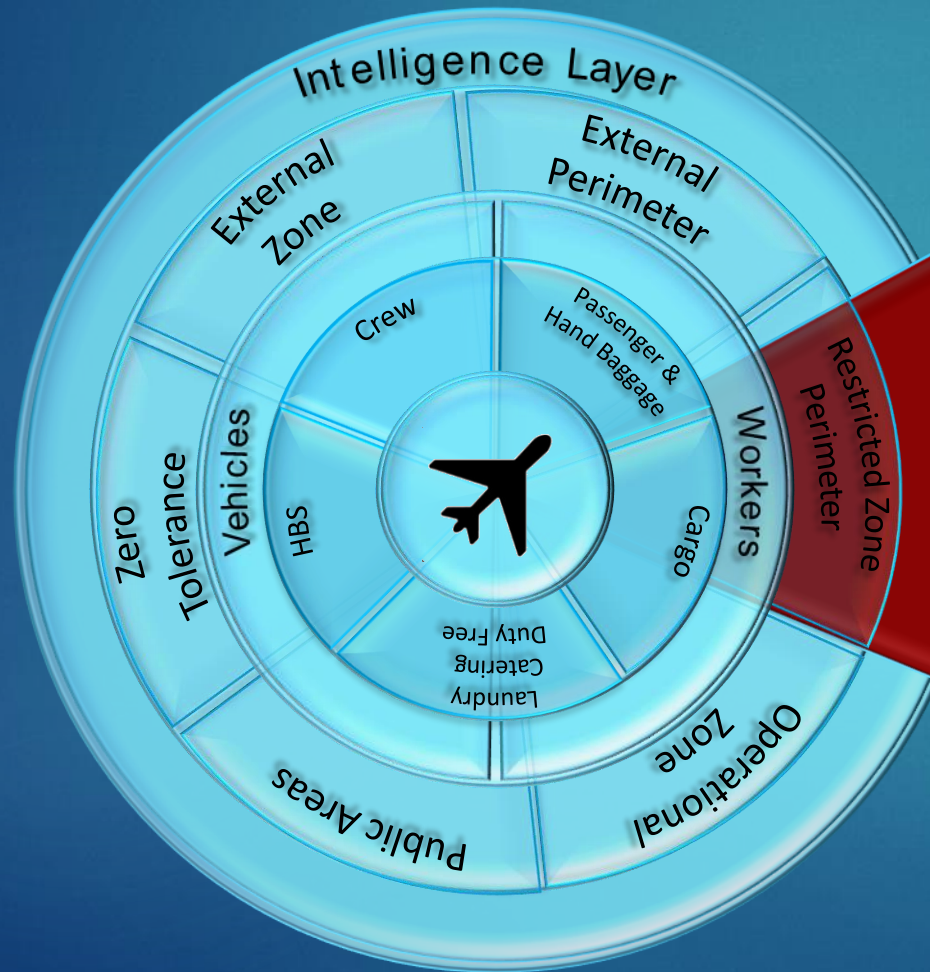 Intelligence Layer
External
Zone
External
Perimeter
Restricted Zone
Perimeter
Operational
Zone
Public Areas
Zero
Tolerance
Vehicles
Workers
Crew
Passenger &
Hand Baggage
Cargo
Duty Free
Catering
Laundry
HBS